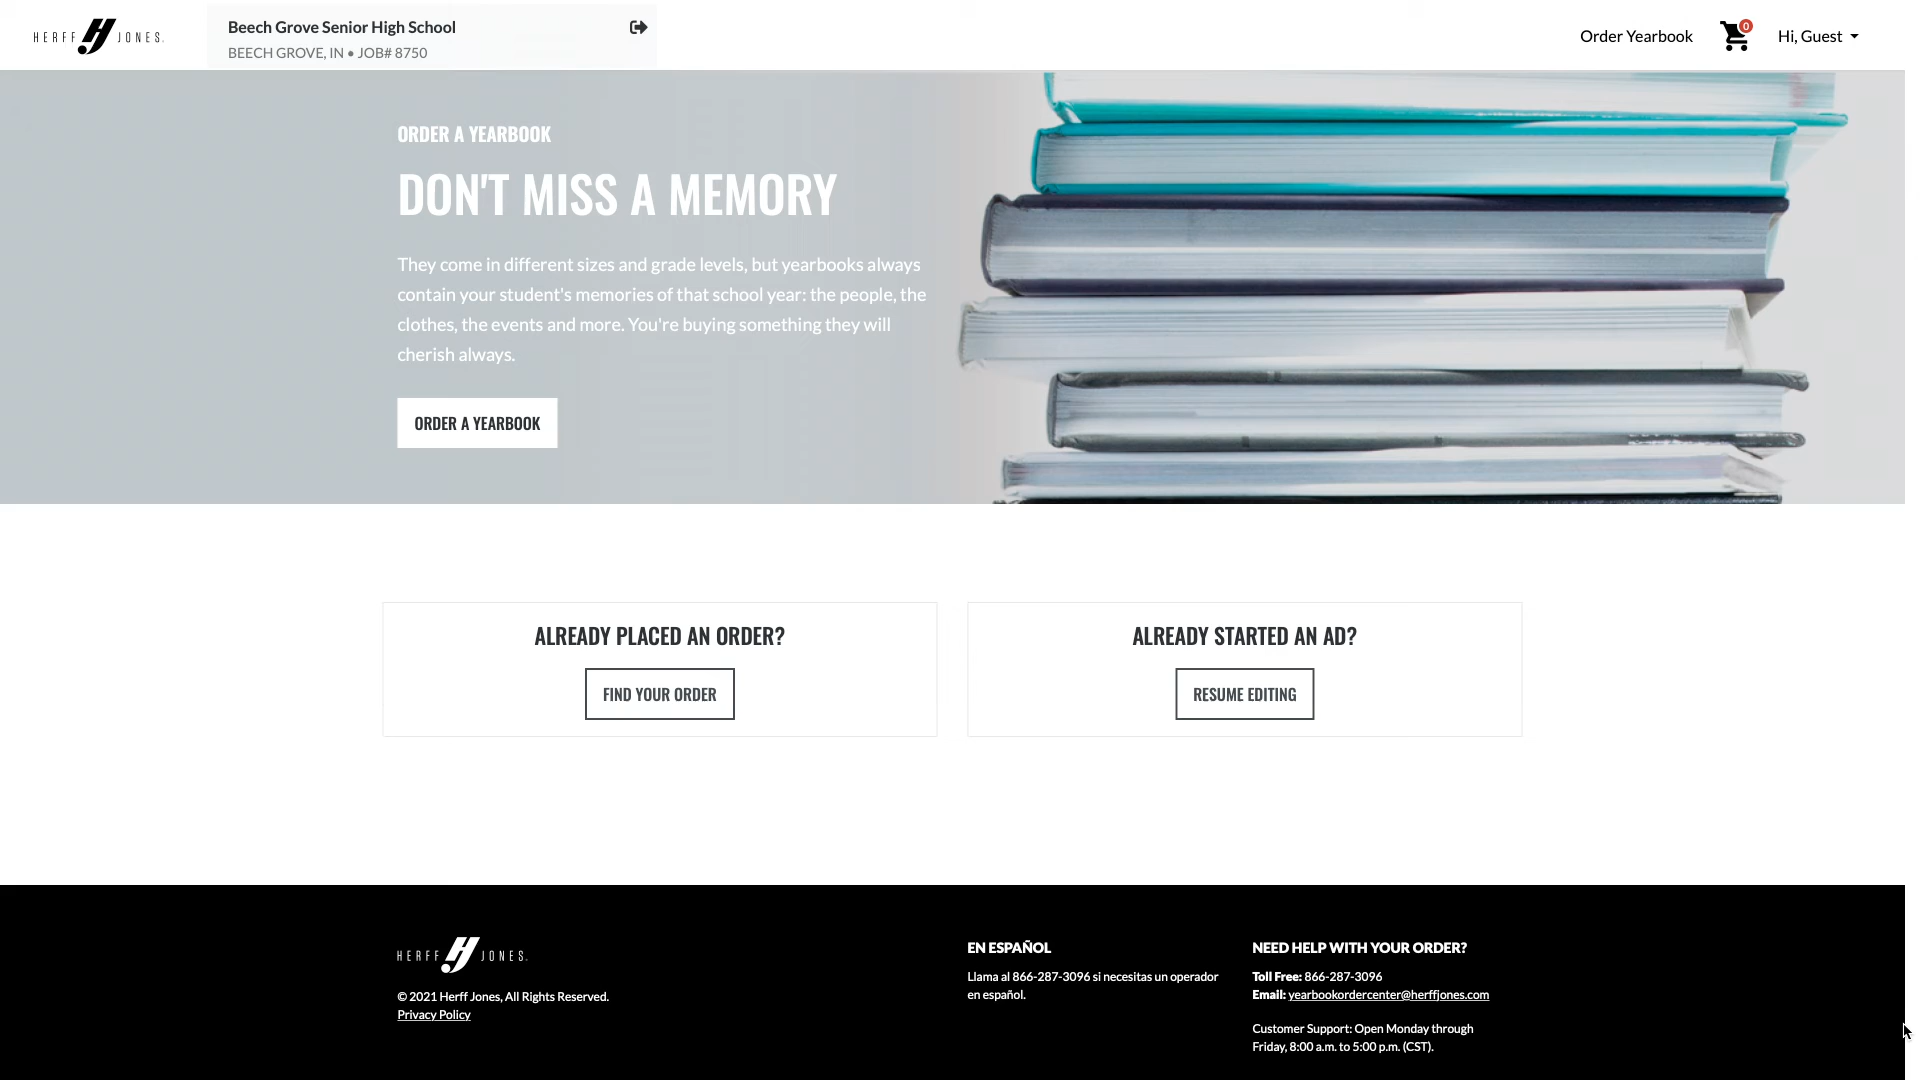 HERFF JONES.
Beech Grove Senior High School
BEECH GROVE, IN • JOB# 8750
Order Yearbook
0
Hi, Guest
ORDER A YEARBOOK
DON'T MISS A MEMORY
They come in different sizes and grade levels, but yearbooks always
contain your student's memories of that school year: the people, the
clothes, the events and more. You're buying something they will
cherish always.
ORDER A YEARBOOK
ALREADY PLACED AN ORDER?
FIND YOUR ORDER
ALREADY STARTED AN AD?
RESUME EDITING
HERFF JONES.
© 2021 Herff Jones, All Rights Reserved.
Privacy Policy
EN ESPAÑOL
Llama al 866-287-3096 si necesitas un operador
en español.
NEED HELP WITH YOUR ORDER?
Toll Free: 866-287-3096
Email: yearbookordercenter@herffjones.com
Customer Support: Open Monday through
Friday, 8:00 a.m. to 5:00 p.m. (CST).